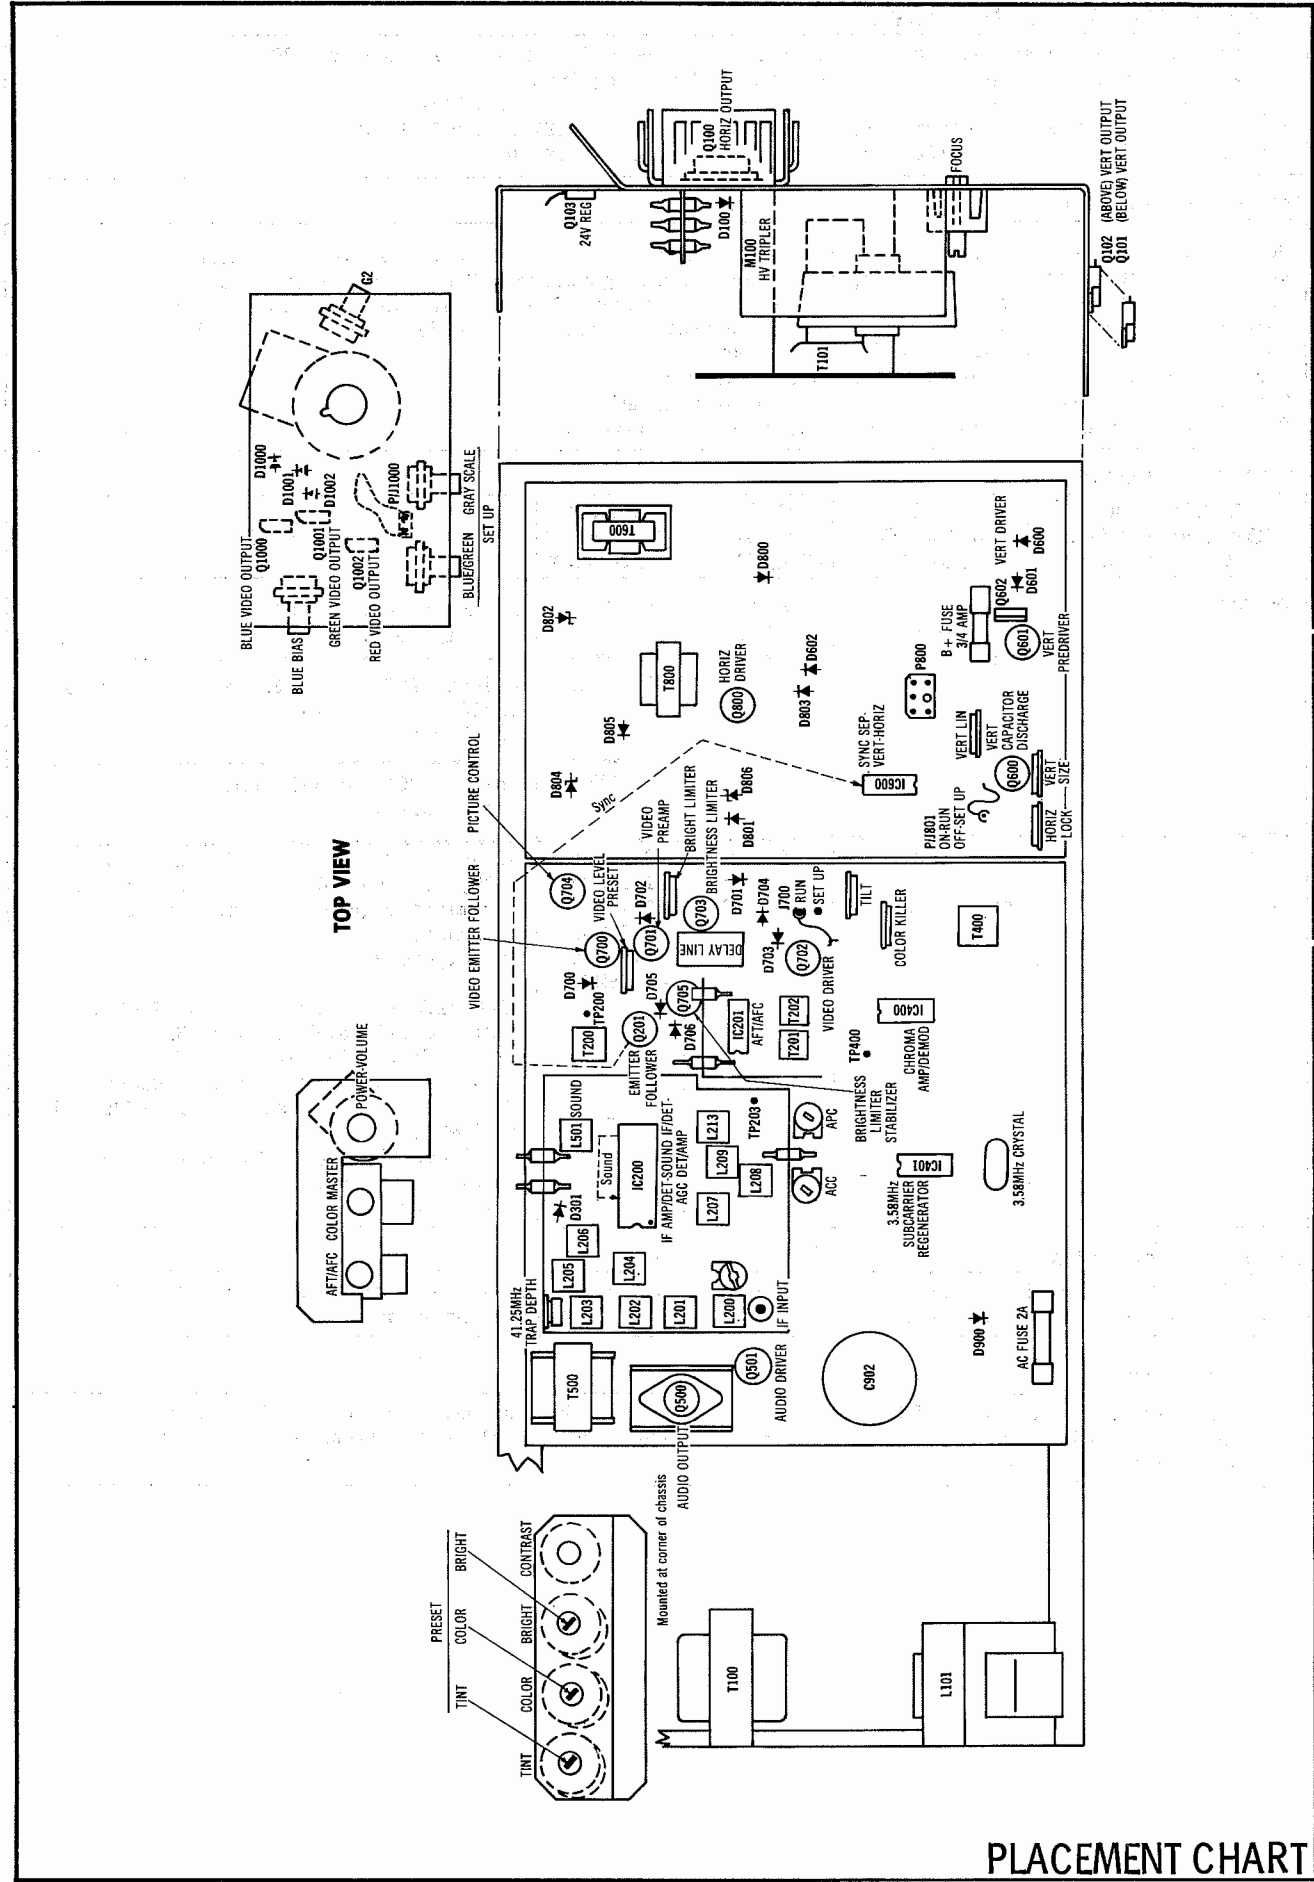 TOP VIEW
PLACEMENT CHART
PRESET
TINT
COLOR
BRIGHT
TINT
COLOR
BRIGHT
CONTRAST
Mounted at corner of chassis
T100
L101
AFT/AFC
COLOR MASTER
POWER-VOLUME
BLUE VIDEO OUTPUT
Q1000
D1000
D1001
D1002
Q1001
GREEN VIDEO OUTPUT
BLUE BIAS
Q1002
RED VIDEO OUTPUT
P/J1000
G2
BLUE/GREEN
GRAY SCALE
SET UP
41.25MHz
TRAP DEPTH
T500
Q500
AUDIO OUTPUT
Q501
AUDIO DRIVER
C902
D900
AC FUSE 2A
L203
L202
L201
L200
IF INPUT
L205
L206
L204
D301
L501
SOUND
Sound
IC200
IF AMP/DET-SOUND IF/DET-
AGC DET/AMP
L207
L209
L208
L213
TP203
ACC
APC
3.58MHz
SUBCARRIER
REGENERATOR
IC401
3.58MHz CRYSTAL
BRIGHTNESS
LIMITER
STABILIZER
EMITTER
FOLLOWER
Q201
T200
TP200
D700
D705
D706
Q705
IC201
AFT/AFC
T201
T202
TP400
CHROMA
AMP/DEMOD
IC400
VIDEO DRIVER
Q702
D703
D704
D701
J700
RUN
SET UP
VIDEO EMITTER FOLLOWER
Q700
PICTURE CONTROL
Q704
VIDEO LEVEL
PRESET
D702
Q701
VIDEO
PREAMP
DELAY LINE
Q703
BRIGHT LIMITER
BRIGHTNESS LIMITER
TILT
COLOR KILLER
T400
Sync
D804
D805
D802
T600
T800
Q800
HORIZ
DRIVER
D800
D801
D806
D803
D602
SYNC SEP-
VERT-HORIZ
IC600
P800
P/J801
ON-RUN
OFF-SET UP
VERT LIN
Q600
VERT
CAPACITOR
DISCHARGE
HORIZ
LOCK
VERT
SIZE
B+ FUSE
3/4 AMP
Q601
VERT
PREDRIVER
Q602
VERT DRIVER
D601
D600
Q103
24V REG
Q100
HORIZ OUTPUT
D100
M100
HV TRIPLER
T101
FOCUS
Q102 (ABOVE) VERT OUTPUT
Q101 (BELOW) VERT OUTPUT